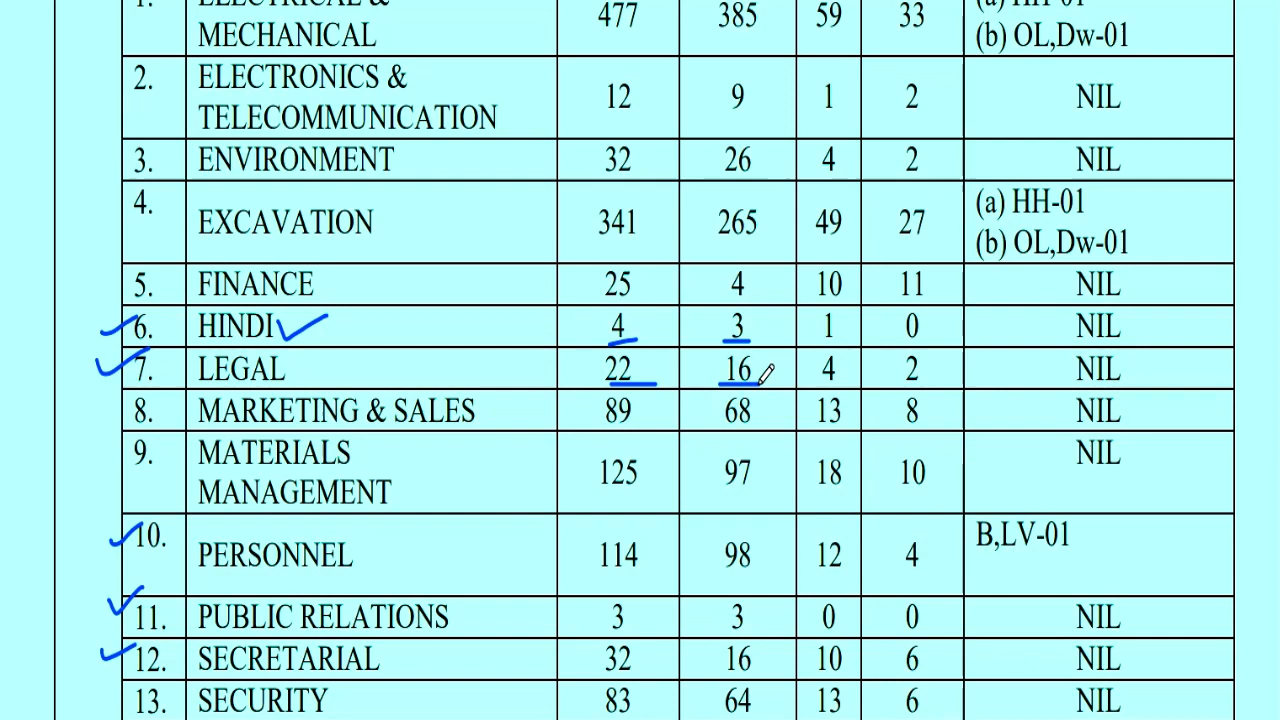 1. ELECTRICAL &
MECHANICAL 477 385 59 33 (a) HH-01
(b) OL,Dw-01
2. ELECTRONICS &
TELECOMMUNICATION 12 9 1 2 NIL
3. ENVIRONMENT 32 26 4 2 NIL
4. EXCAVATION 341 265 49 27 (a) HH-01
(b) OL,Dw-01
5. FINANCE 25 4 10 11 NIL
6. HINDI 4 3 1 0 NIL
7. LEGAL 22 16 4 2 NIL
8. MARKETING & SALES 89 68 13 8 NIL
9. MATERIALS
MANAGEMENT 125 97 18 10 NIL
10. PERSONNEL 114 98 12 4 B,LV-01
11. PUBLIC RELATIONS 3 3 0 0 NIL
12. SECRETARIAL 32 16 10 6 NIL
13. SECURITY 83 64 13 6 NIL